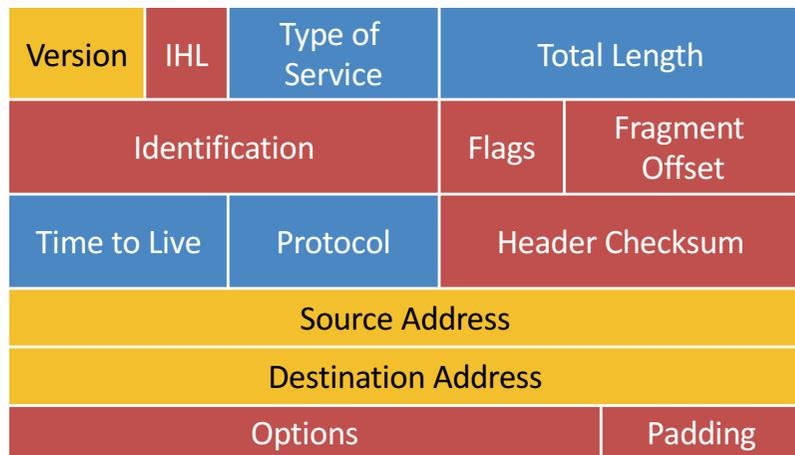 Version IHL Type of Service Total Length
Identification Flags Fragment Offset
Time to Live Protocol Header Checksum
Source Address
Destination Address
Options Padding